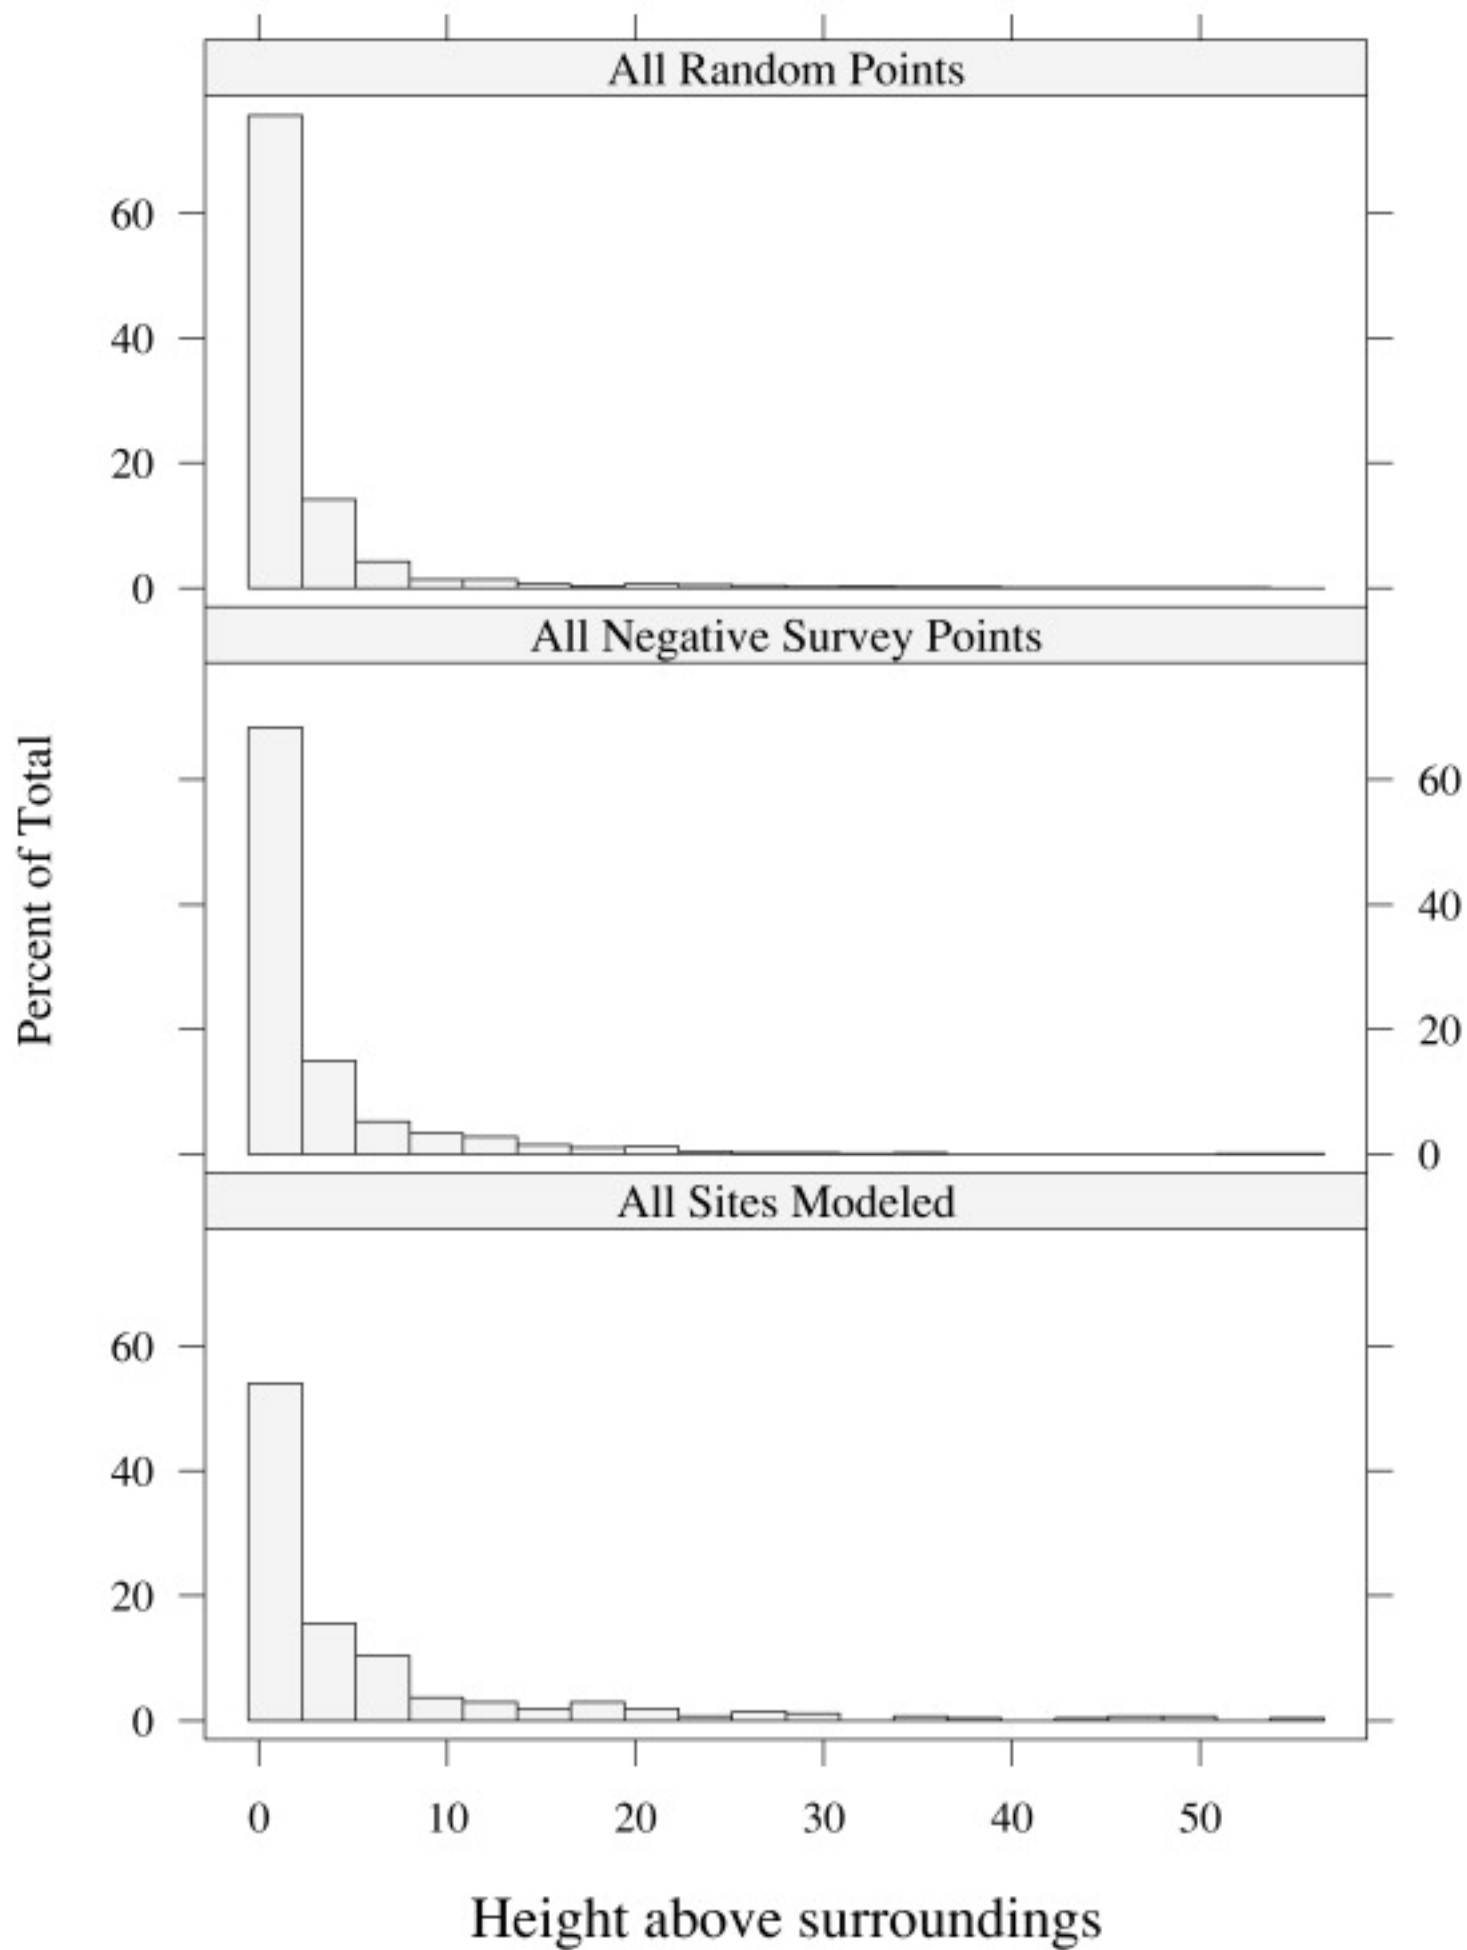 All Random Points
60
40
20
0
All Negative Survey Points
60
40
20
0
Percent of Total
All Sites Modeled
60
40
20
0
0 10 20 30 40 50
Height above surroundings